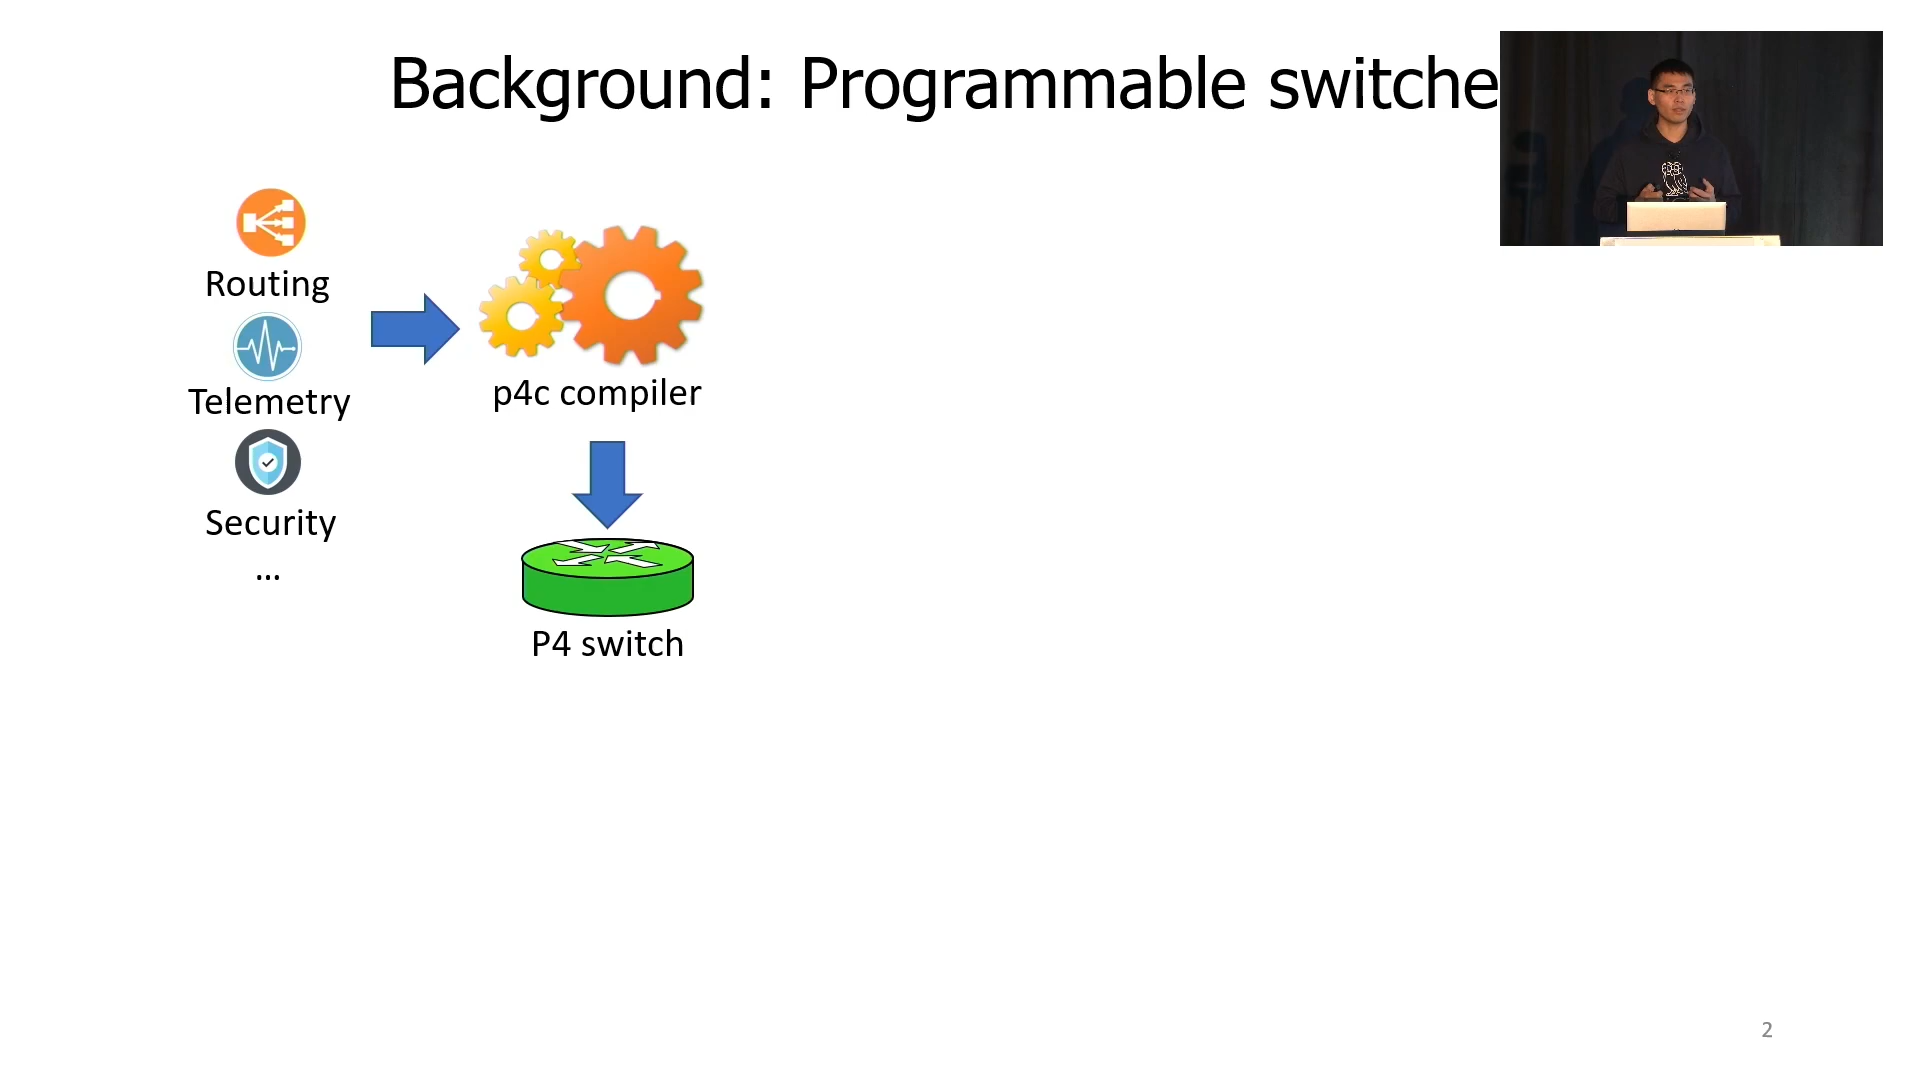 Background: Programmable switche
Routing
Telemetry
Security
...
p4c compiler
P4 switch
2